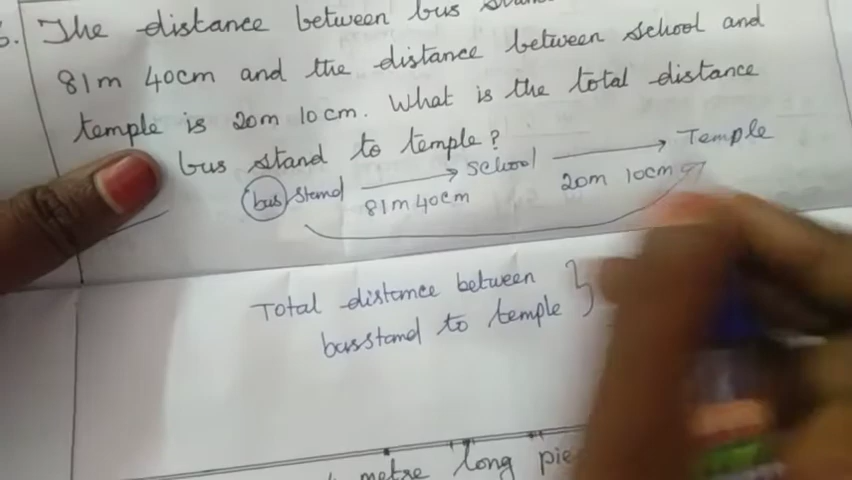 3. The distance between bus
81m 40cm and the distance between school and
temple is 20m 10cm. What is the total distance
bus stand to temple?
bus stand → school → Temple
81m 40cm 20m 10cm
Total distance between
busstand to temple }
metre long pie